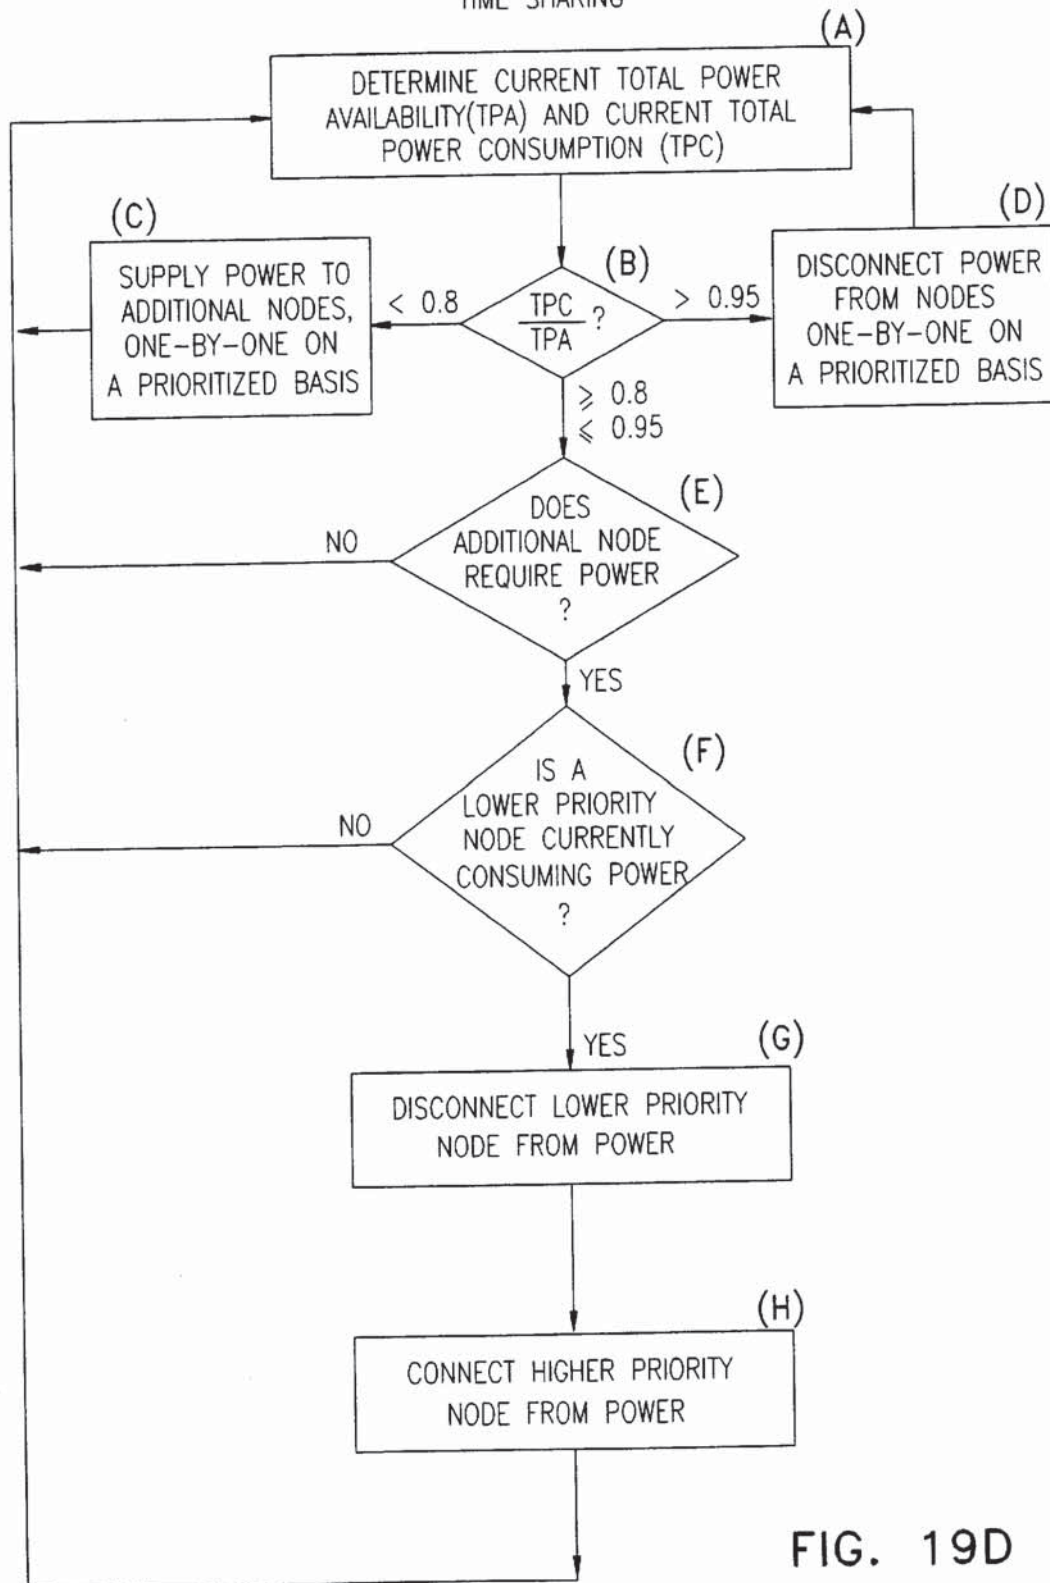 TIME SHARING
(A)
DETERMINE CURRENT TOTAL POWER
AVAILABILITY(TPA) AND CURRENT TOTAL
POWER CONSUMPTION (TPC)
(C)
SUPPLY POWER TO
ADDITIONAL NODES,
ONE-BY-ONE ON
A PRIORITIZED BASIS
< 0.8
(B)
TPC
TPA
?
> 0.95
(D)
DISCONNECT POWER
FROM NODES
ONE-BY-ONE ON
A PRIORITIZED BASIS
⩾ 0.8
⩽ 0.95
(E)
DOES
ADDITIONAL NODE
REQUIRE POWER
?
NO
YES
(F)
IS A
LOWER PRIORITY
NODE CURRENTLY
CONSUMING POWER
?
NO
YES
(G)
DISCONNECT LOWER PRIORITY
NODE FROM POWER
(H)
CONNECT HIGHER PRIORITY
NODE FROM POWER
FIG. 19D